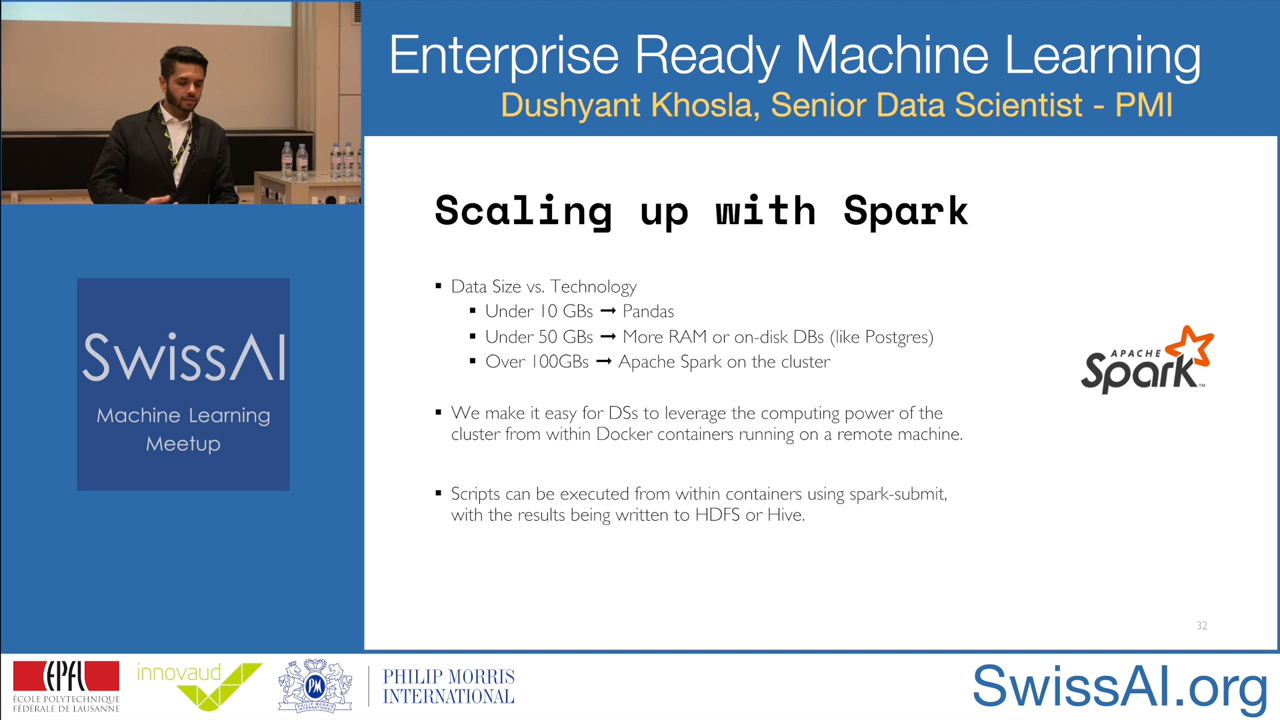 Enterprise Ready Machine Learning
Dushyant Khosla, Senior Data Scientist - PMI
Scaling up with Spark
▪ Data Size vs. Technology
▪ Under 10 GBs → Pandas
▪ Under 50 GBs → More RAM or on-disk DBs (like Postgres)
▪ Over 100GBs → Apache Spark on the cluster
▪ We make it easy for DSs to leverage the computing power of the
cluster from within Docker containers running on a remote machine.
▪ Scripts can be executed from within containers using spark-submit,
with the results being written to HDFS or Hive.
APACHE
Spark™
32
SwissAI
Machine Learning
Meetup
EPFL
ÉCOLE POLYTECHNIQUE
FÉDÉRALE DE LAUSANNE
innovaud
PM
PHILIP MORRIS
INTERNATIONAL
SwissAI.org